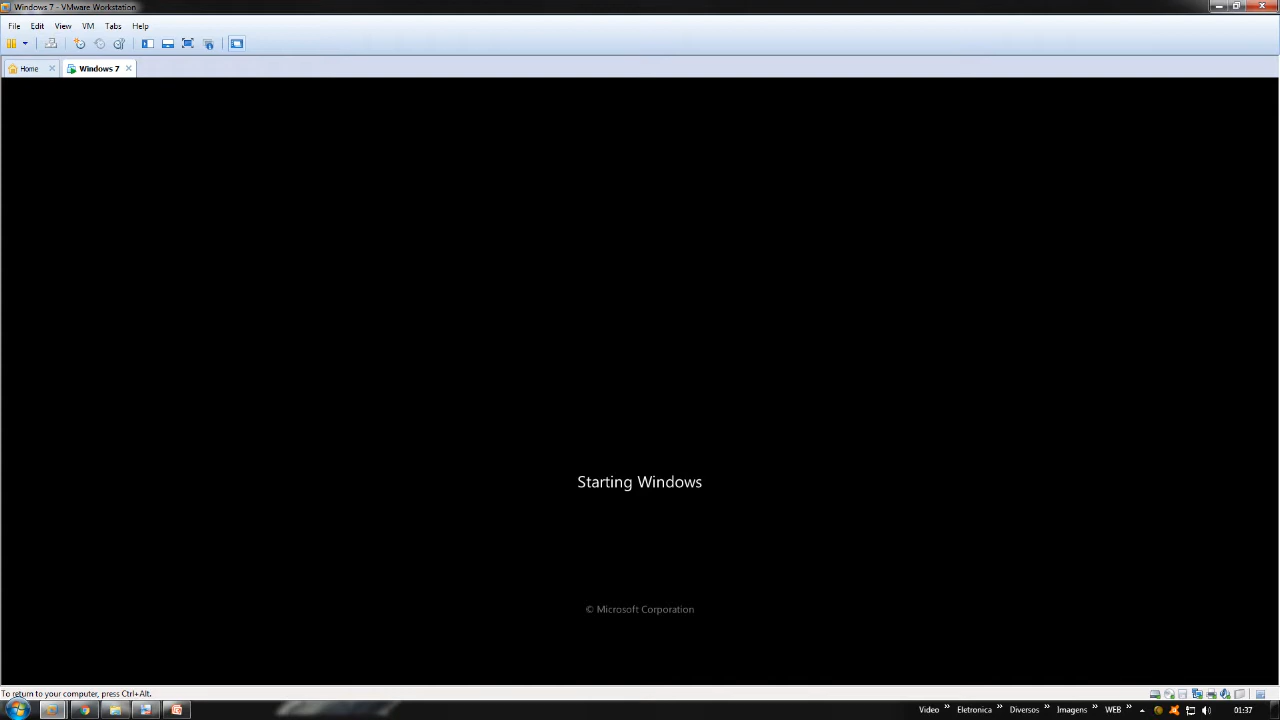 Windows 7 - VMware Workstation
File Edit View VM Tabs Help
Home Windows 7
Starting Windows
© Microsoft Corporation
To return to your computer, press Ctrl+Alt.
Video » Eletronica » Diversos » Imagens » WEB » 01:37